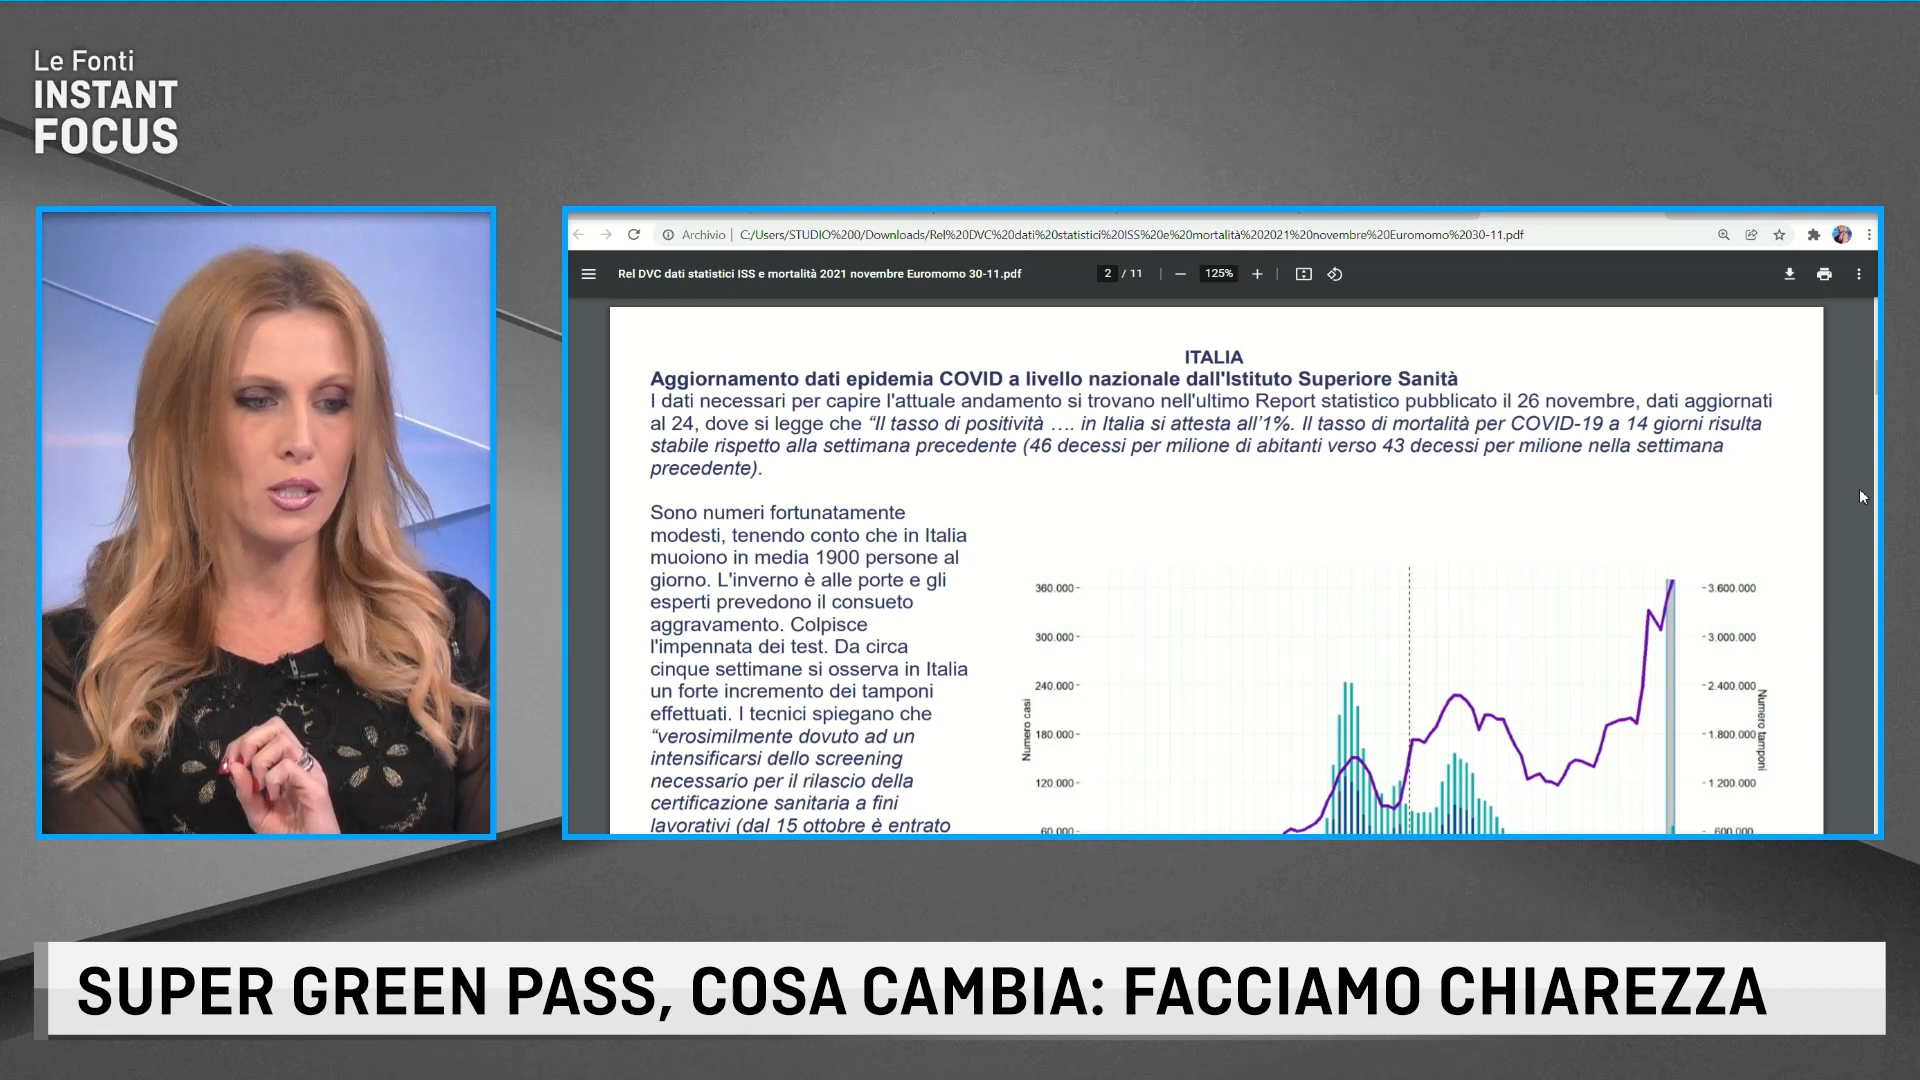 Le Fonti
INSTANT
FOCUS
Archivio | C:/Users/STUDIO%200/Downloads/Rel%20DVC%20dati%20statistici%20ISS%20e%20mortalità%202021%20novembre%20Euromomo%2030-11.pdf
Rel DVC dati statistici ISS e mortalità 2021 novembre Euromomo 30-11.pdf
2 / 11
125%
ITALIA
Aggiornamento dati epidemia COVID a livello nazionale dall'Istituto Superiore Sanità
I dati necessari per capire l'attuale andamento si trovano nell'ultimo Report statistico pubblicato il 26 novembre, dati aggiornati
al 24, dove si legge che “Il tasso di positività …. in Italia si attesta all’1%. Il tasso di mortalità per COVID-19 a 14 giorni risulta
stabile rispetto alla settimana precedente (46 decessi per milione di abitanti verso 43 decessi per milione nella settimana
precedente).
Sono numeri fortunatamente
modesti, tenendo conto che in Italia
muoiono in media 1900 persone al
giorno. L'inverno è alle porte e gli
esperti prevedono il consueto
aggravamento. Colpisce
l'impennata dei test. Da circa
cinque settimane si osserva in Italia
un forte incremento dei tamponi
effettuati. I tecnici spiegano che
“verosimilmente dovuto ad un
intensificarsi dello screening
necessario per il rilascio della
certificazione sanitaria a fini
lavorativi (dal 15 ottobre è entrato
360.000
300.000
240.000
180.000
120.000
60.000
Numero casi
3.600.000
3.000.000
2.400.000
1.800.000
1.200.000
600.000
Numero tamponi
SUPER GREEN PASS, COSA CAMBIA: FACCIAMO CHIAREZZA